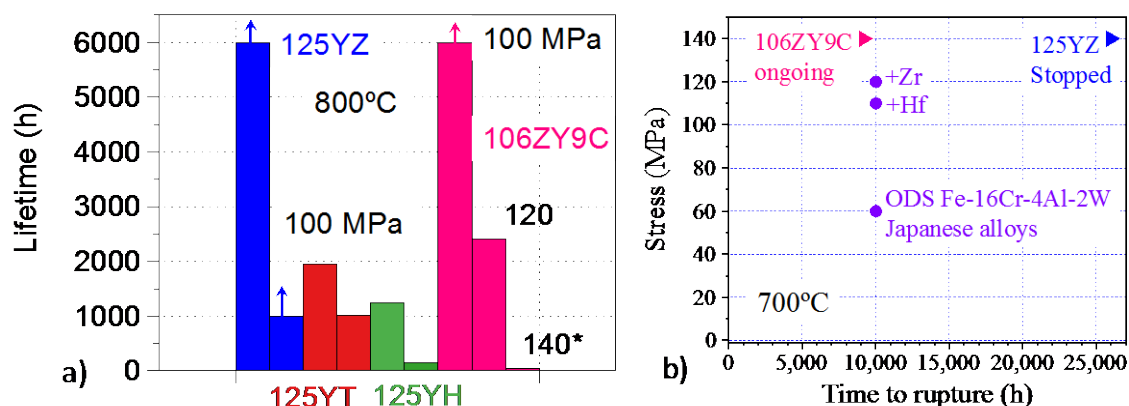 6000
5000
4000
3000
2000
1000
0
Lifetime (h)
125YZ
800ºC
100 MPa
100 MPa
106ZY9C
120
140*
125YT
125YH
a)
140
120
100
80
60
40
20
0
Stress (MPa)
106ZY9C
ongoing
125YZ
Stopped
+Zr
+Hf
ODS Fe-16Cr-4Al-2W
Japanese alloys
700ºC
0
5,000
10,000
15,000
20,000
25,000
Time to rupture (h)
b)